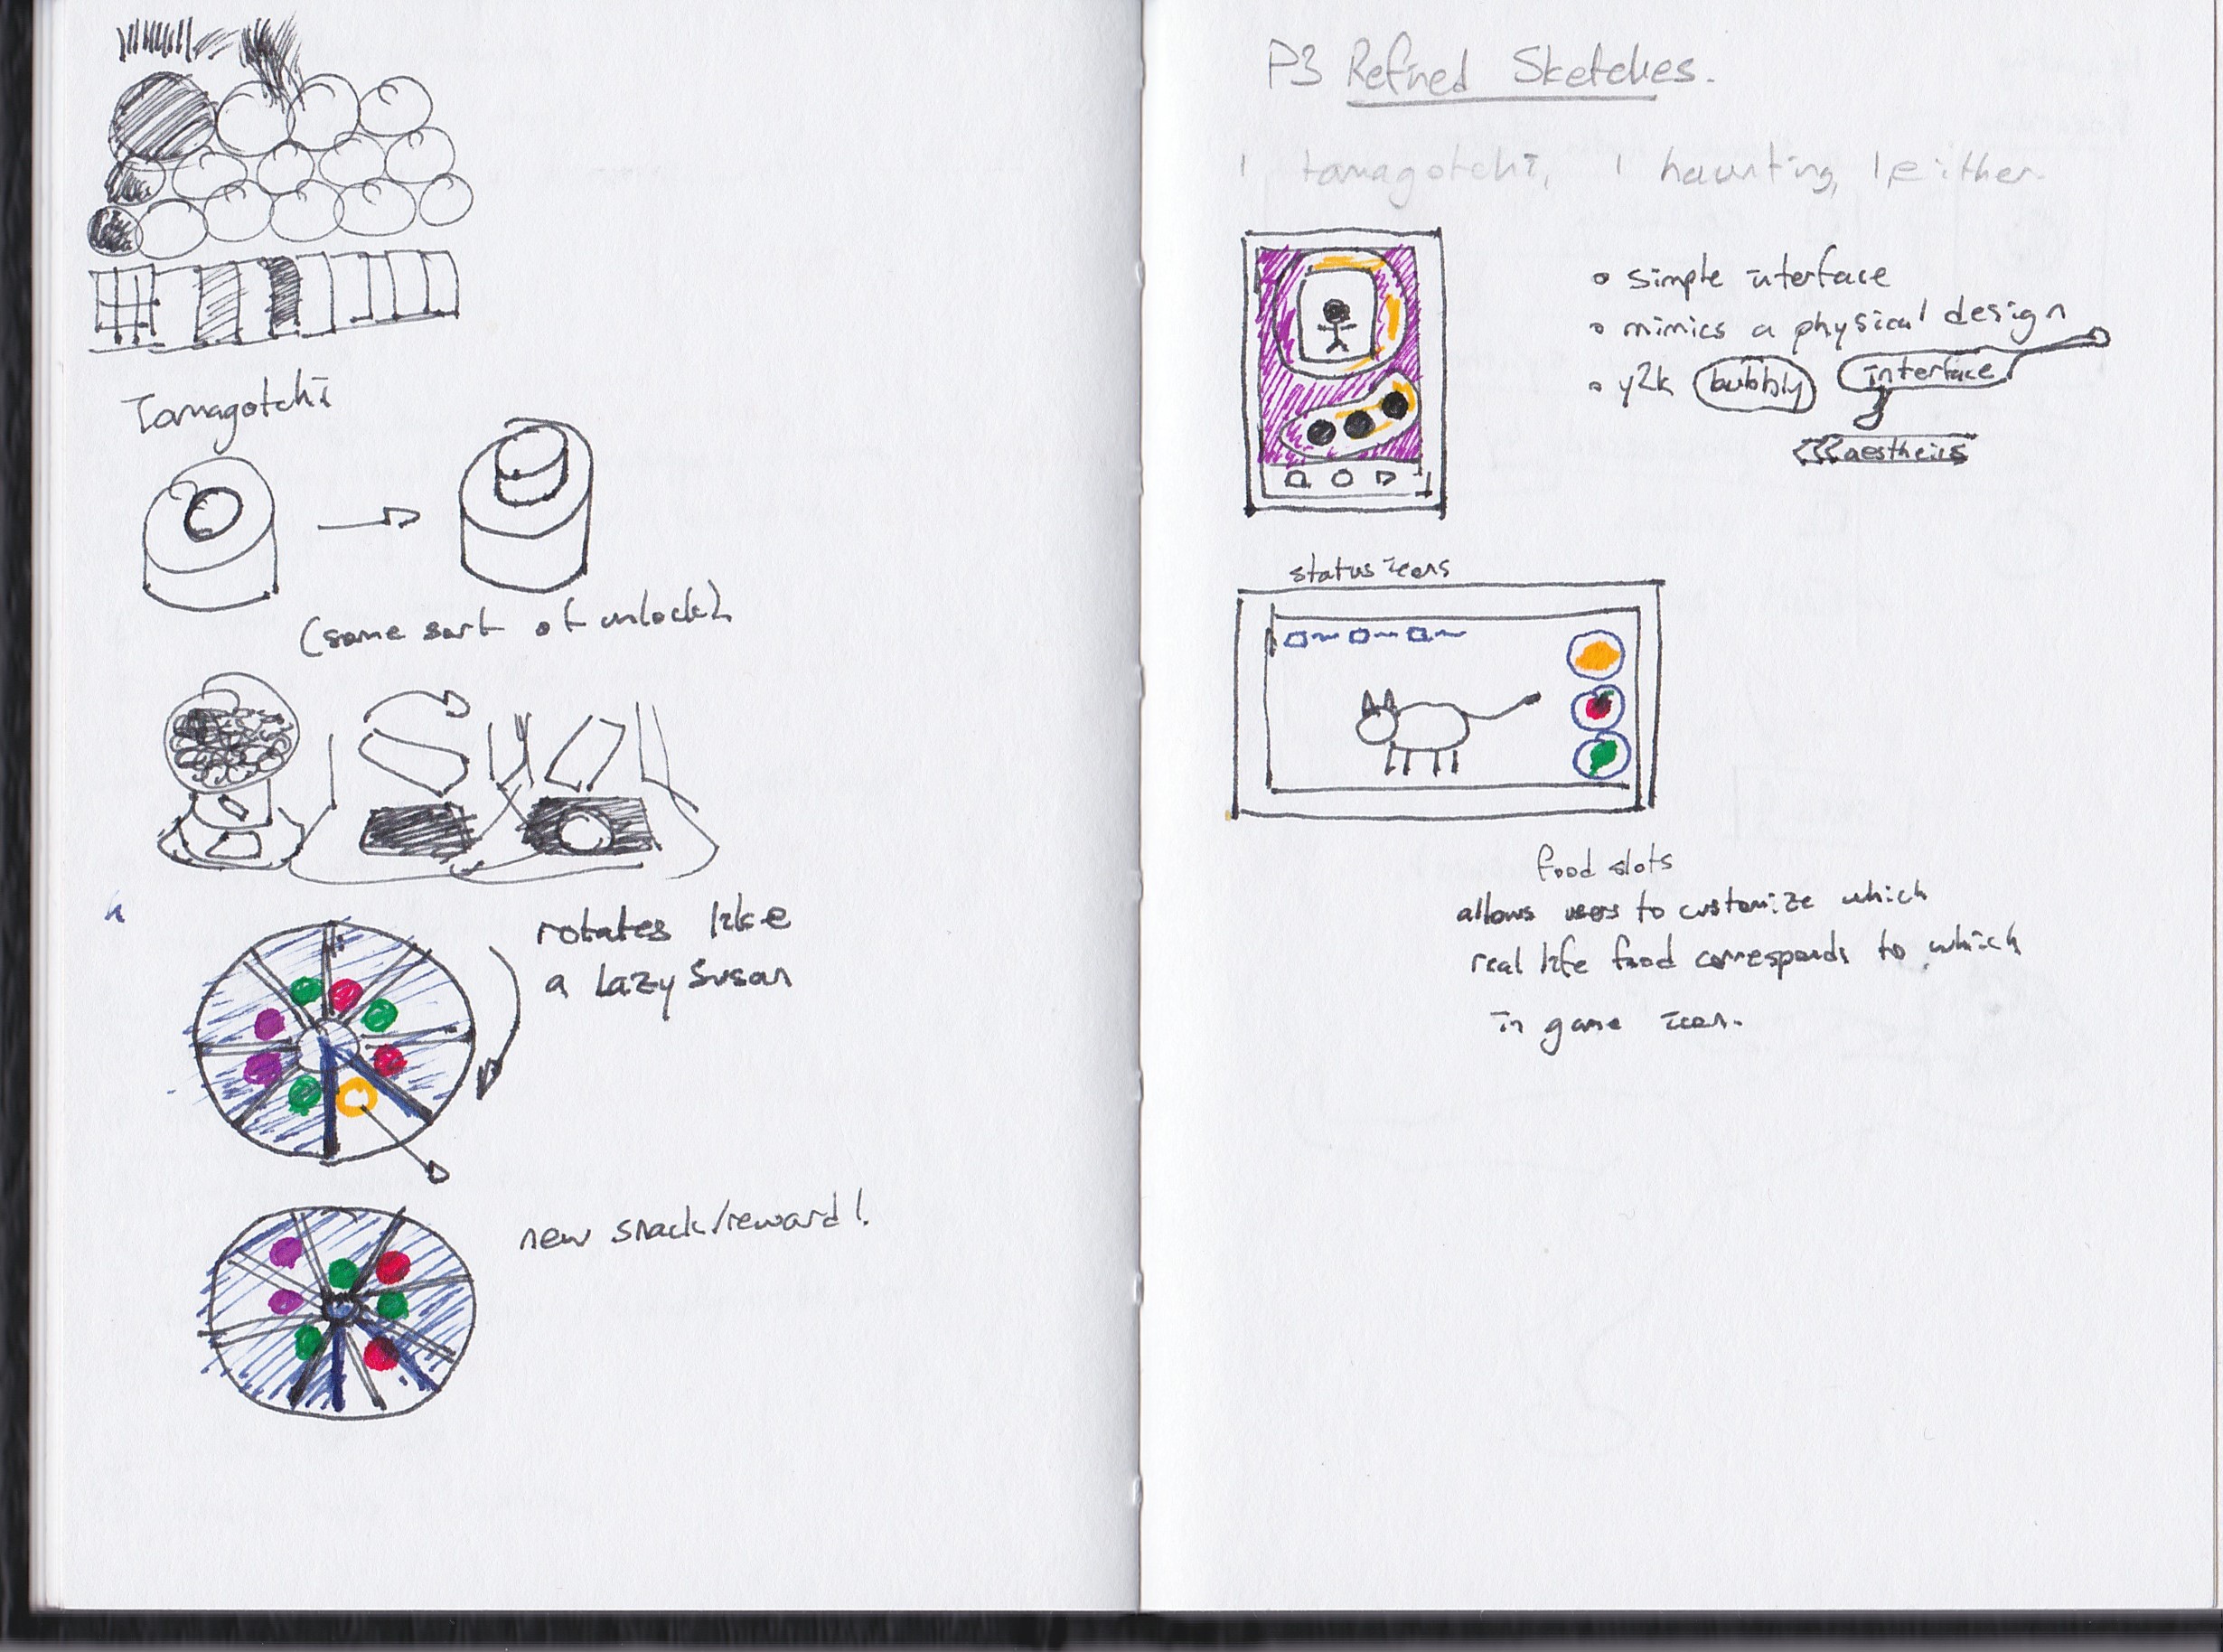 Tamagotchi
(some sort of unlock)
rotates like
a Lazy Susan
new snack/reward!
P3 Refined Sketches.
1 tamagotchi, 1 haunting, 1 either.
simple interface
mimics a physical design
y2k bubbly interface
aesthetics
status icons
food slots
allows users to customize which
real life food corresponds to which
in game icon.